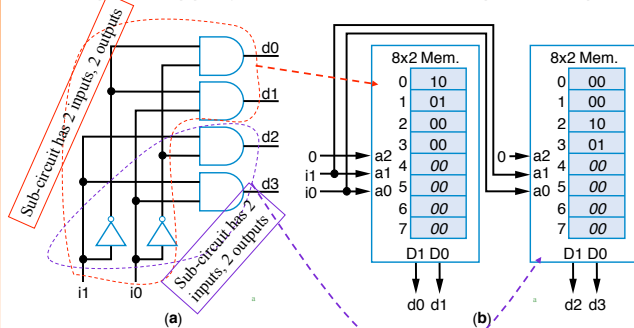 Sub-circuit has 2 inputs, 2 outputs
d0
d1
d2
d3
Sub-circuit has 2
inputs, 2 outputs
i1 i0
a
(a)
8x2 Mem.
0 10
1 01
2 00
3 00
4 00
5 00
6 00
7 00
0 a2
i1 a1
i0 a0
D1 D0
d0 d1
(b)
8x2 Mem.
0 00
1 00
2 10
3 01
4 00
5 00
6 00
7 00
0 a2
a1
a0
D1 D0
d2 d3
a